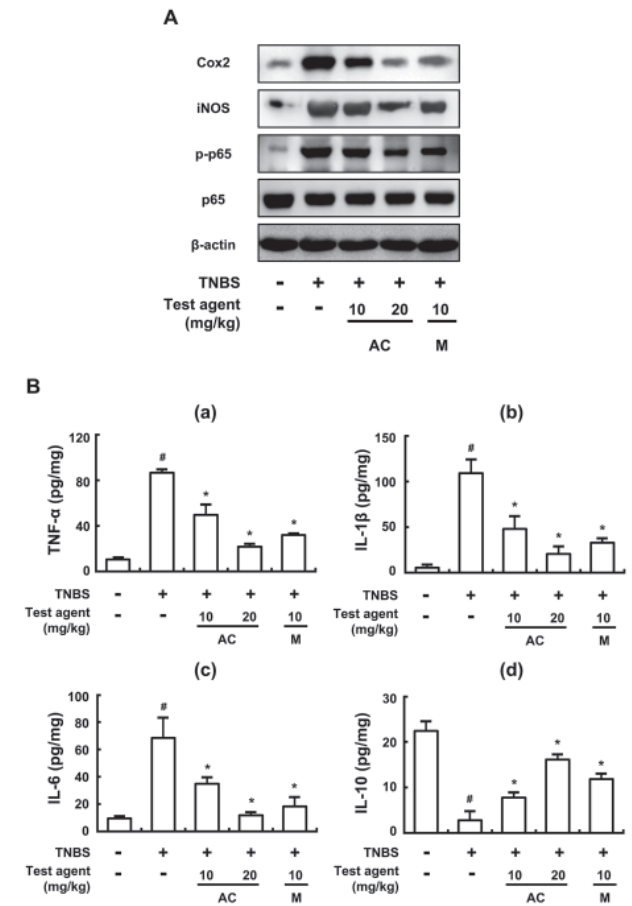 A
Cox2
iNOS
p-p65
p65
β-actin
TNBS - + + + +
Test agent (mg/kg) - - 10 20 10
AC M
B
(a)
TNF-α (pg/mg)
120
80
40
0
# * * *
TNBS - + + + +
Test agent (mg/kg) - - 10 20 10
AC M
(b)
IL-1β (pg/mg)
150
100
50
0
# * * *
TNBS - + + + +
Test agent (mg/kg) - - 10 20 10
AC M
(c)
IL-6 (pg/mg)
100
80
60
40
20
0
# * * *
TNBS - + + + +
Test agent (mg/kg) - - 10 20 10
AC M
(d)
IL-10 (pg/mg)
30
20
10
0
# * * *
TNBS - + + + +
Test agent (mg/kg) - - 10 20 10
AC M